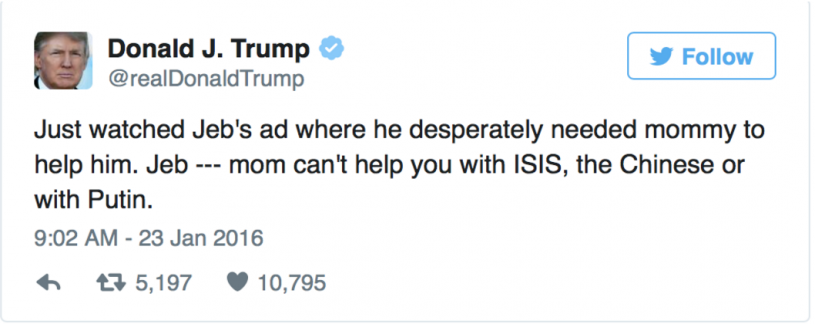 Donald J. Trump
@realDonaldTrump
Follow
Just watched Jeb's ad where he desperately needed mommy to
help him. Jeb --- mom can't help you with ISIS, the Chinese or
with Putin.
9:02 AM - 23 Jan 2016
5,197 10,795